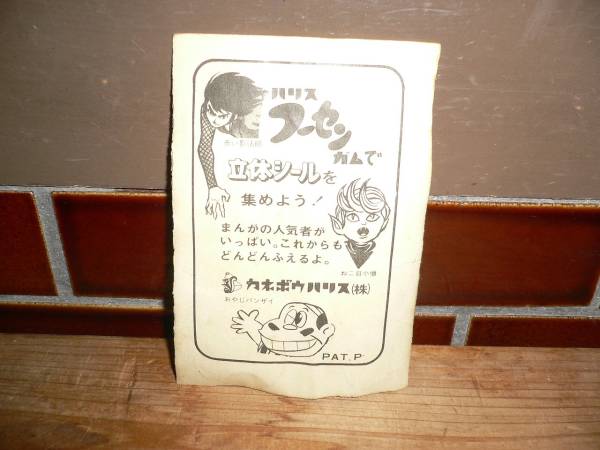 ハリス
フーセン
ガムで
赤い影法師
立体シールを
集めよう！
まんがの人気者が
いっぱい。これからも
どんどんふえるよ。
ねこ目小僧
カネボウハリス(株)
おやじバンザイ
PAT.P